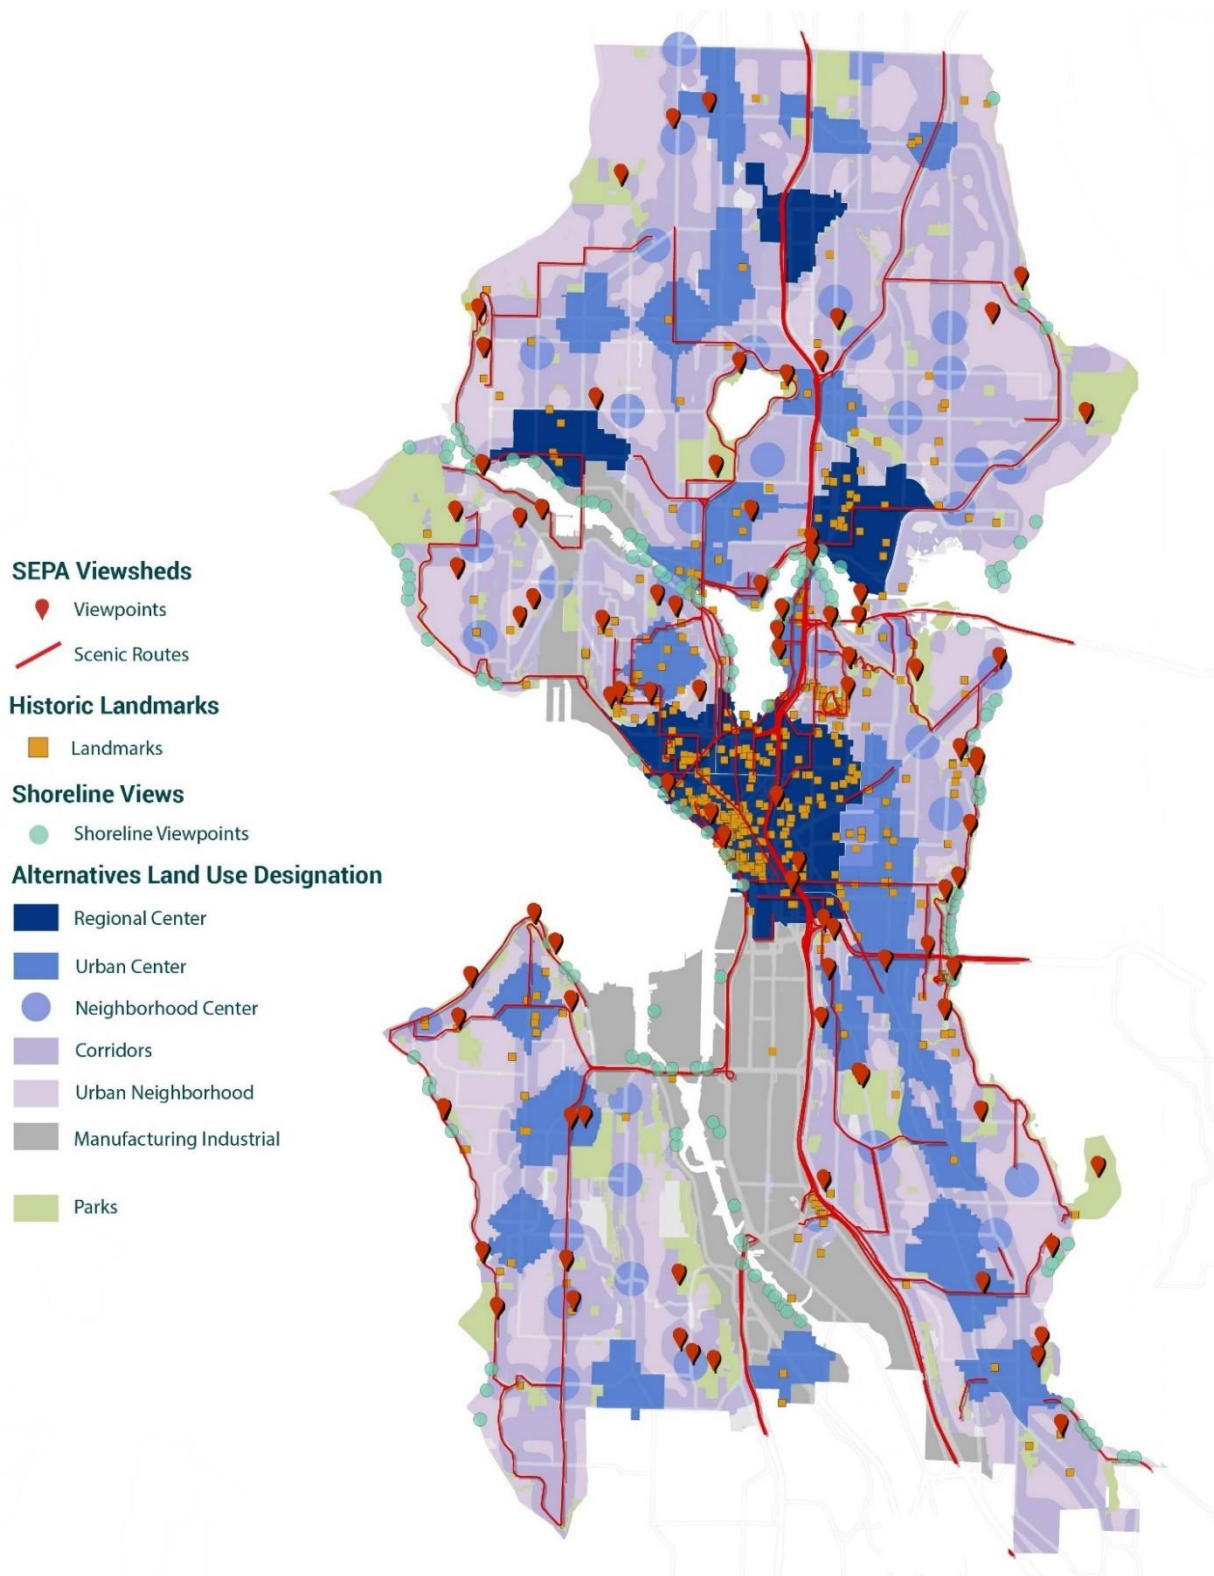 SEPA Viewsheds
Viewpoints
Scenic Routes
Historic Landmarks
Landmarks
Shoreline Views
Shoreline Viewpoints
Alternatives Land Use Designation
Regional Center
Urban Center
Neighborhood Center
Corridors
Urban Neighborhood
Manufacturing Industrial
Parks